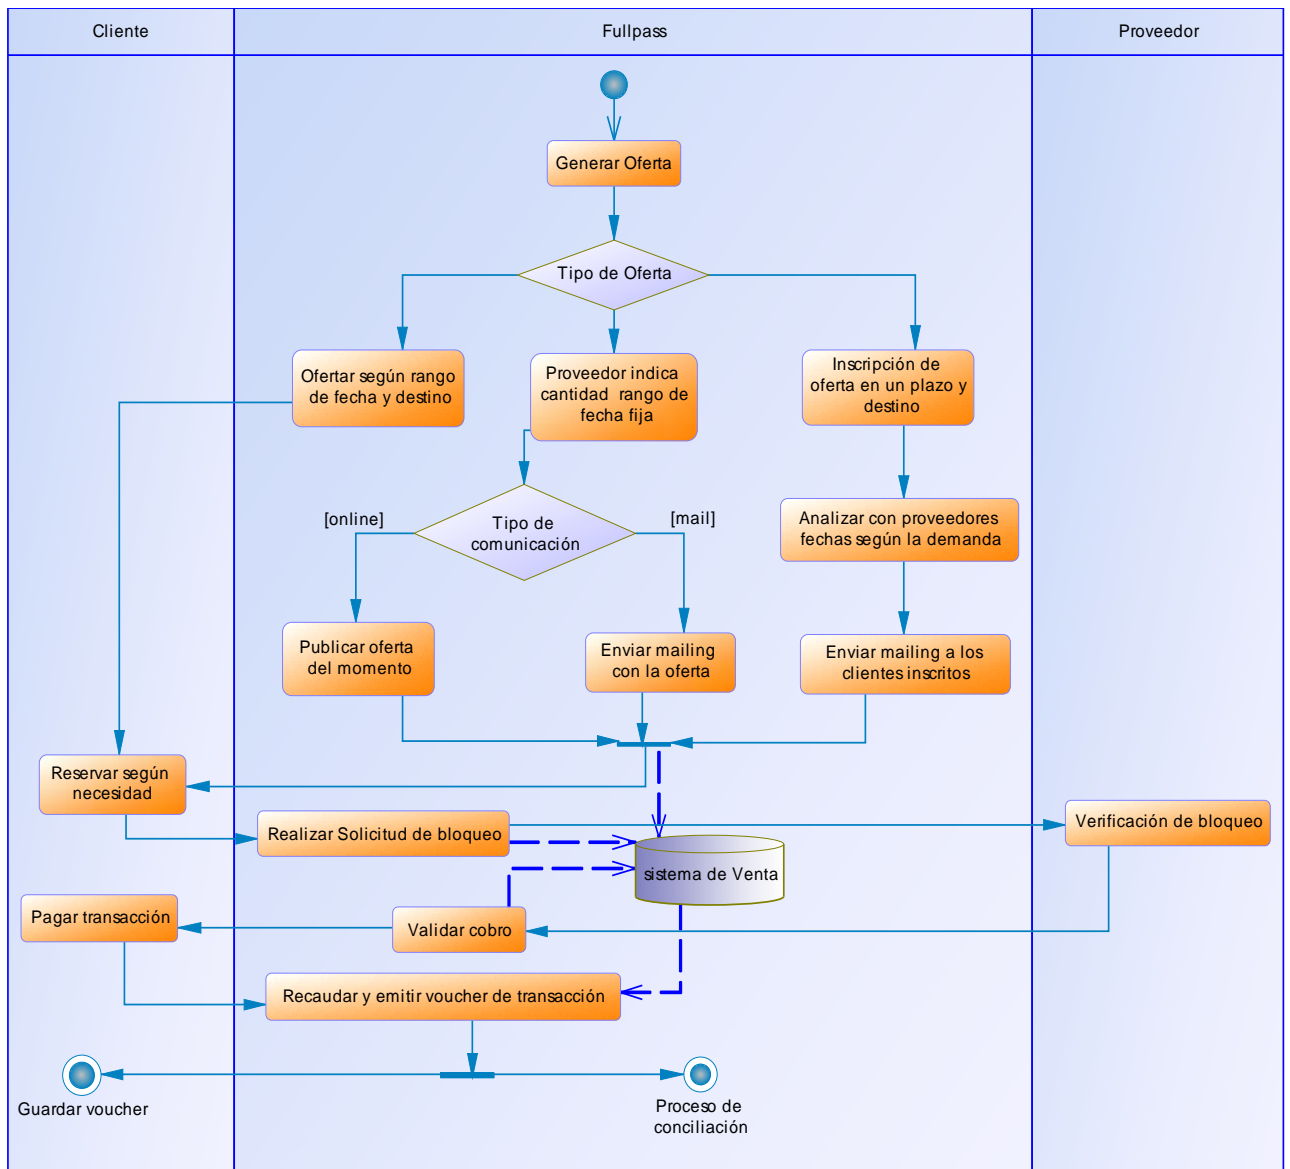 Cliente
Fullpass
Proveedor
Generar Oferta
Tipo de Oferta
Ofertar según rango
de fecha y destino
Proveedor indica
cantidad rango de
fecha fija
Inscripción de
oferta en un plazo y
destino
[online]
Tipo de
comunicación
[mail]
Analizar con proveedores
fechas según la demanda
Publicar oferta
del momento
Enviar mailing
con la oferta
Enviar mailing a los
clientes inscritos
Reservar según
necesidad
Realizar Solicitud de bloqueo
Verificación de bloqueo
sistema de Venta
Pagar transacción
Validar cobro
Recaudar y emitir voucher de transacción
Guardar voucher
Proceso de
conciliación